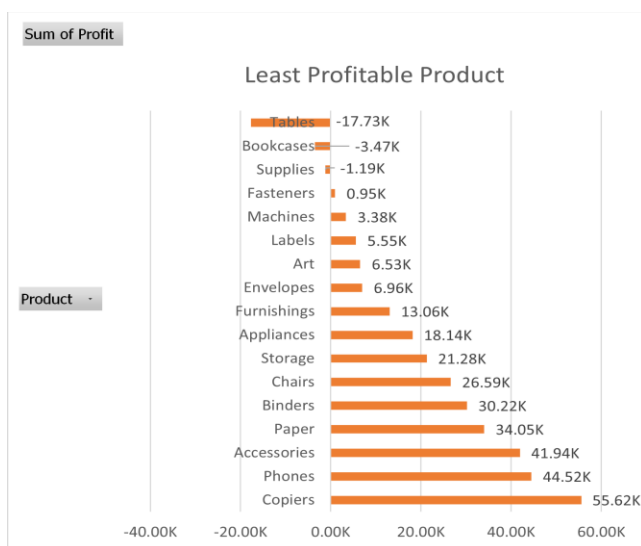 Sum of Profit
Least Profitable Product
Tables -17.73K
Bookcases -3.47K
Supplies -1.19K
Fasteners 0.95K
Machines 3.38K
Labels 5.55K
Art 6.53K
Envelopes 6.96K
Product
Furnishings 13.06K
Appliances 18.14K
Storage 21.28K
Chairs 26.59K
Binders 30.22K
Paper 34.05K
Accessories 41.94K
Phones 44.52K
Copiers 55.62K
-40.00K -20.00K 0.00K 20.00K 40.00K 60.00K